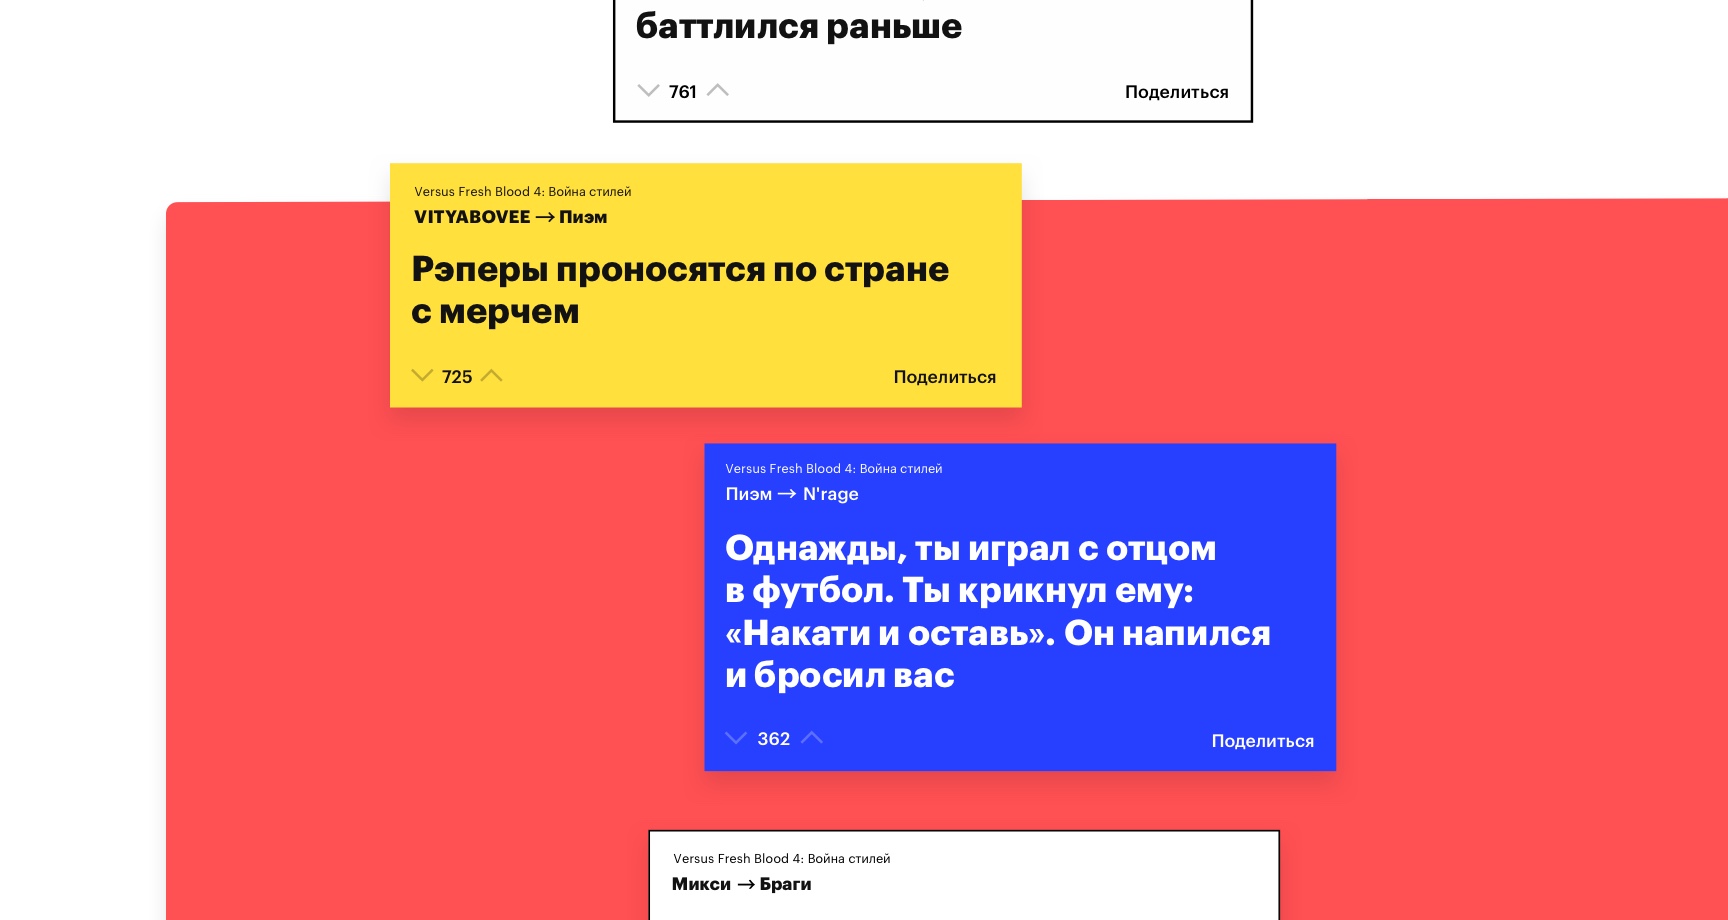 баттлился раньше
761
Поделиться
Versus Fresh Blood 4: Война стилей
VITYABOVEE → Пиэм
Рэперы проносятся по стране
с мерчем
725
Поделиться
Versus Fresh Blood 4: Война стилей
Пиэм → N'rage
Однажды, ты играл с отцом
в футбол. Ты крикнул ему:
«Накати и оставь». Он напился
и бросил вас
362
Поделиться
Versus Fresh Blood 4: Война стилей
Микси → Браги